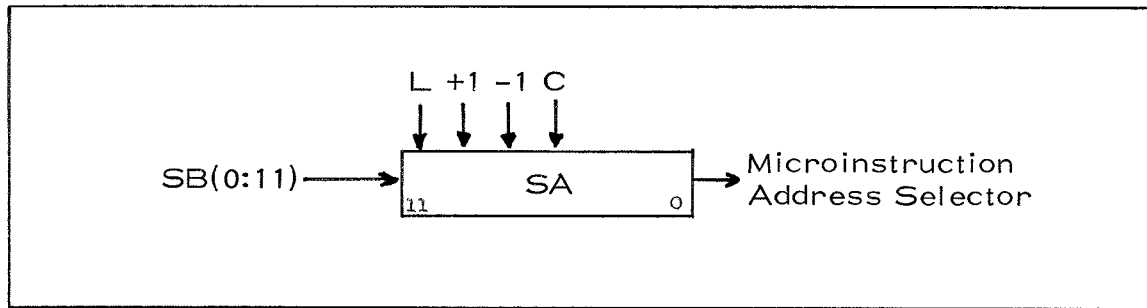 L +1 -1 C
SB(0:11)
SA
11
0
Microinstruction
Address Selector